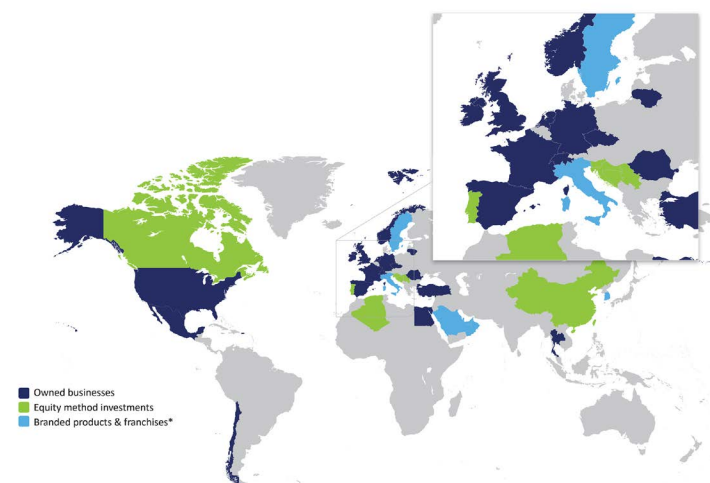 Owned businesses
Equity method investments
Branded products & franchises*